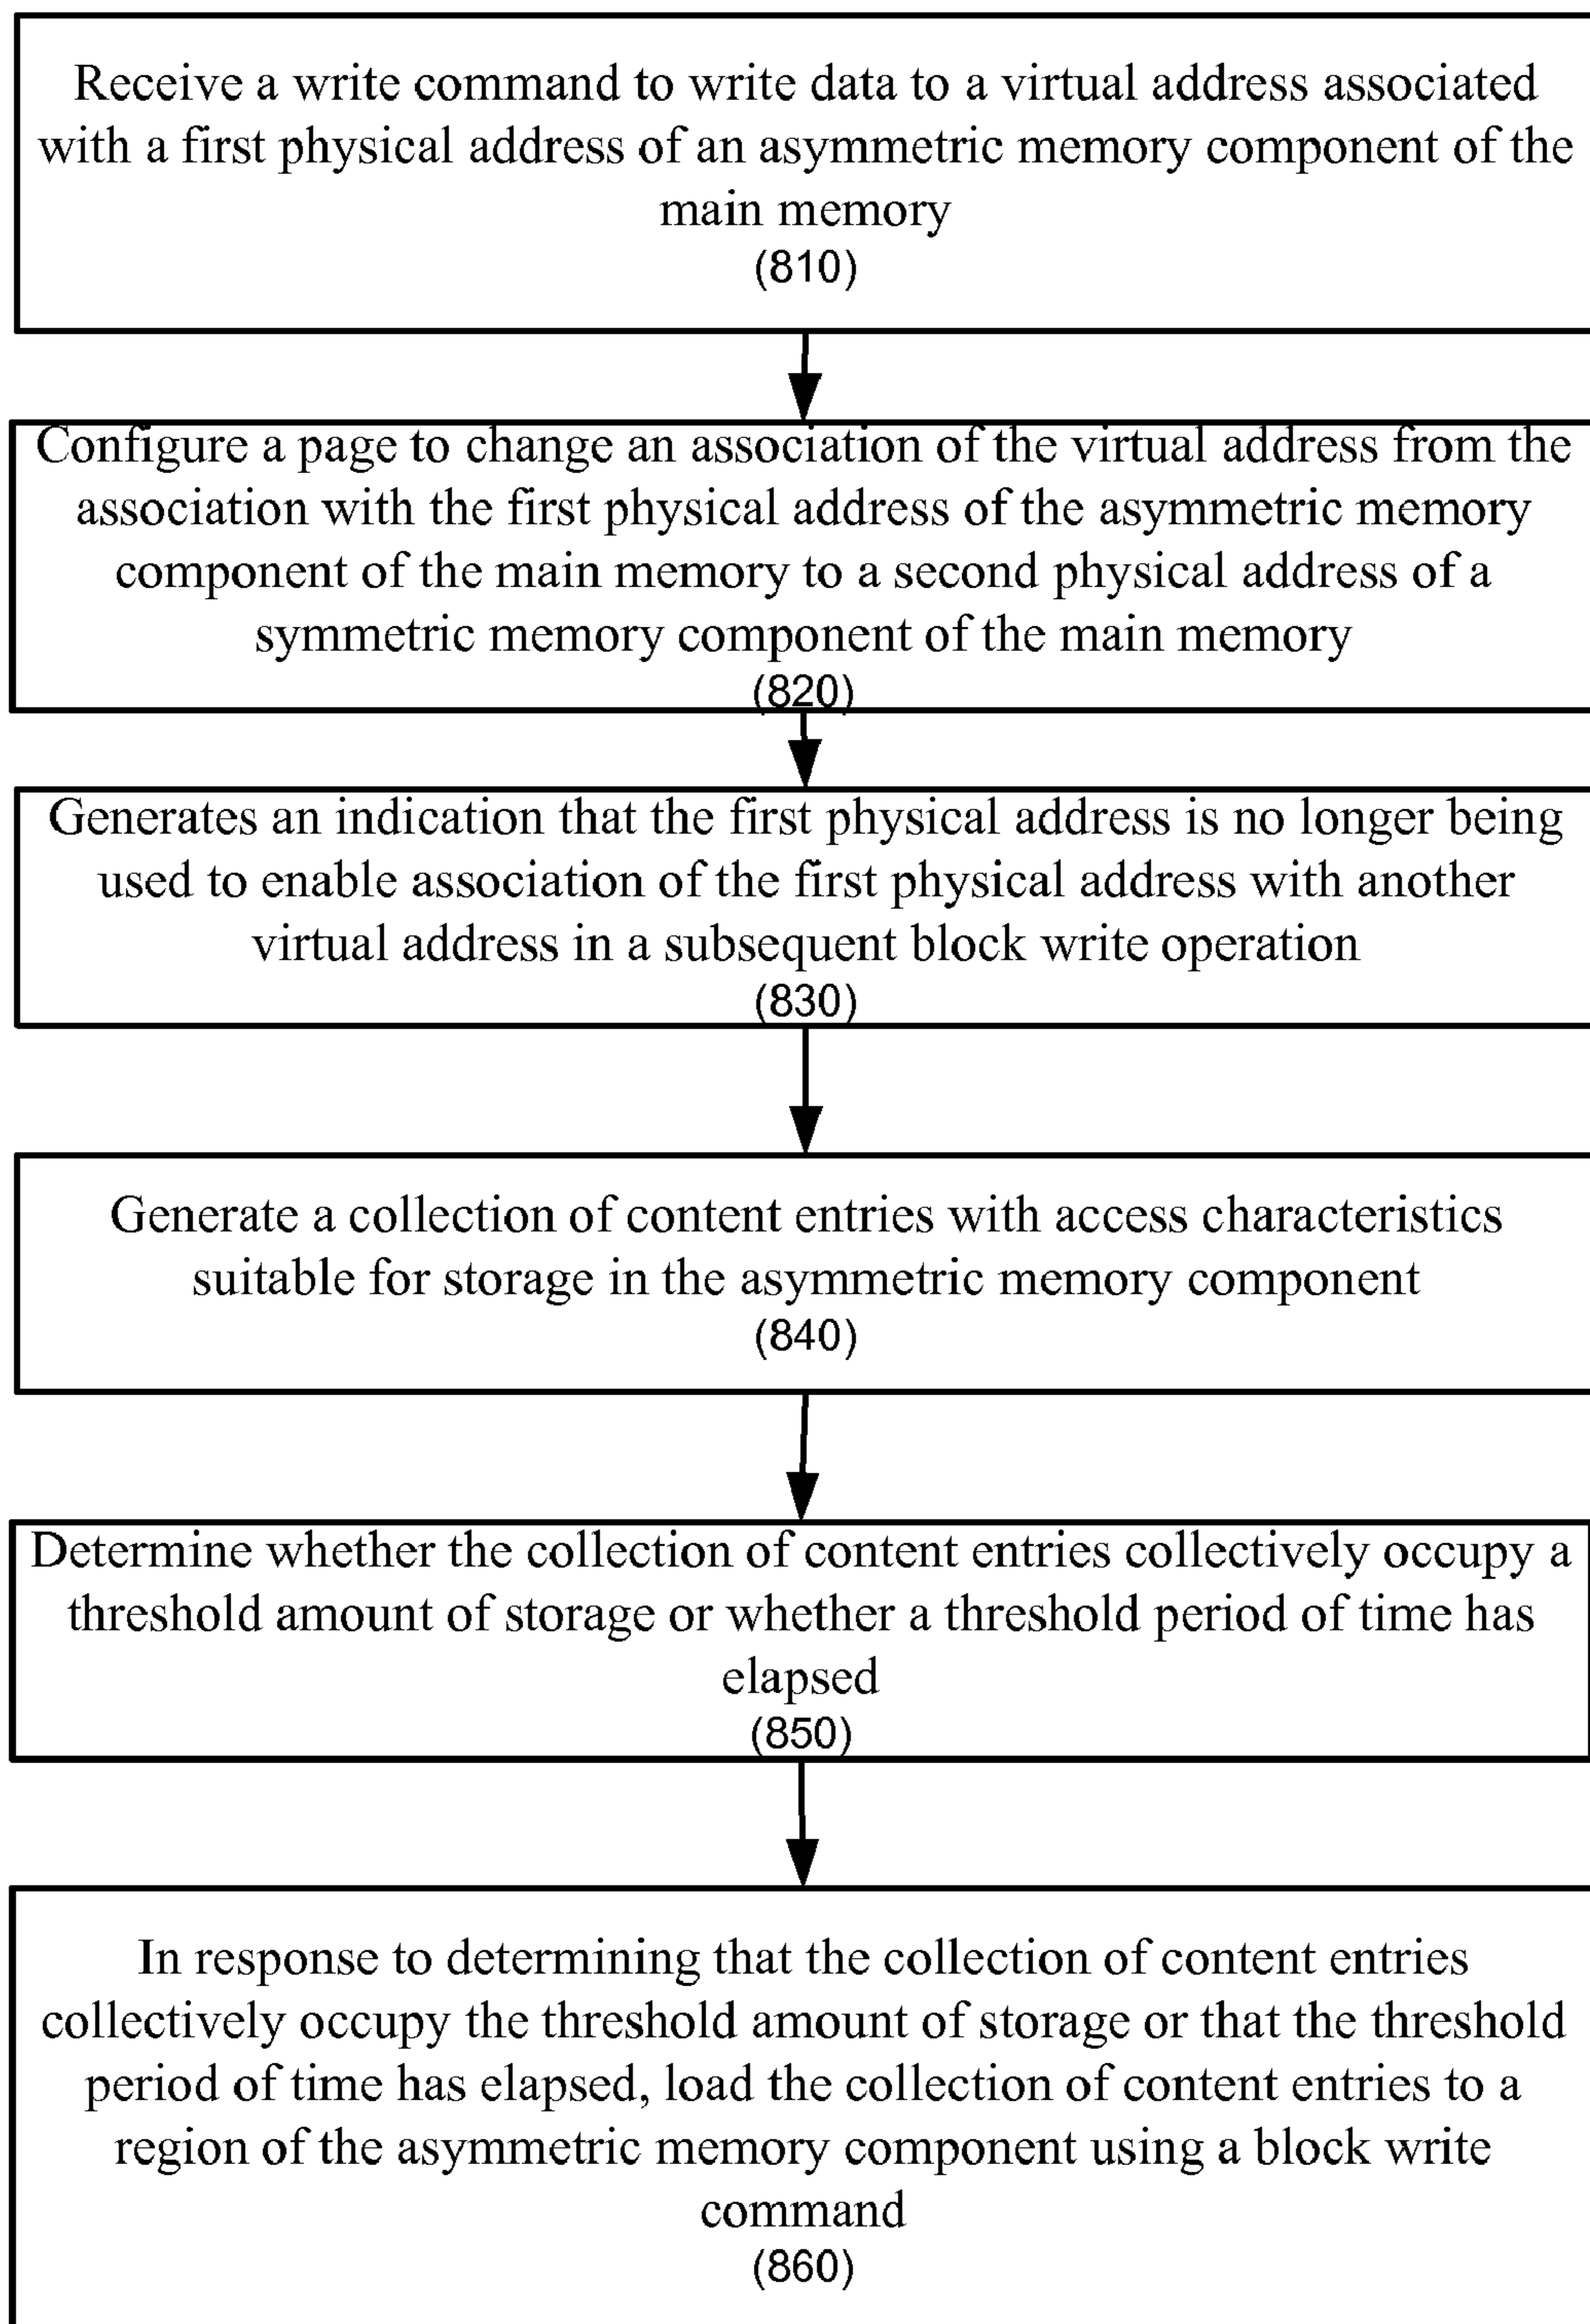 Receive a write command to write data to a virtual address associated
with a first physical address of an asymmetric memory component of the
main memory
(810)
Configure a page to change an association of the virtual address from the
association with the first physical address of the asymmetric memory
component of the main memory to a second physical address of a
symmetric memory component of the main memory
(820)
Generates an indication that the first physical address is no longer being
used to enable association of the first physical address with another
virtual address in a subsequent block write operation
(830)
Generate a collection of content entries with access characteristics
suitable for storage in the asymmetric memory component
(840)
Determine whether the collection of content entries collectively occupy a
threshold amount of storage or whether a threshold period of time has
elapsed
(850)
In response to determining that the collection of content entries
collectively occupy the threshold amount of storage or that the threshold
period of time has elapsed, load the collection of content entries to a
region of the asymmetric memory component using a block write
command
(860)